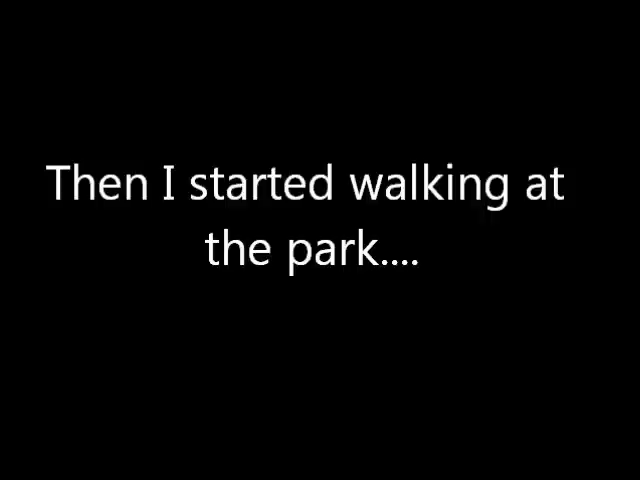 Then I started walking at
the park....